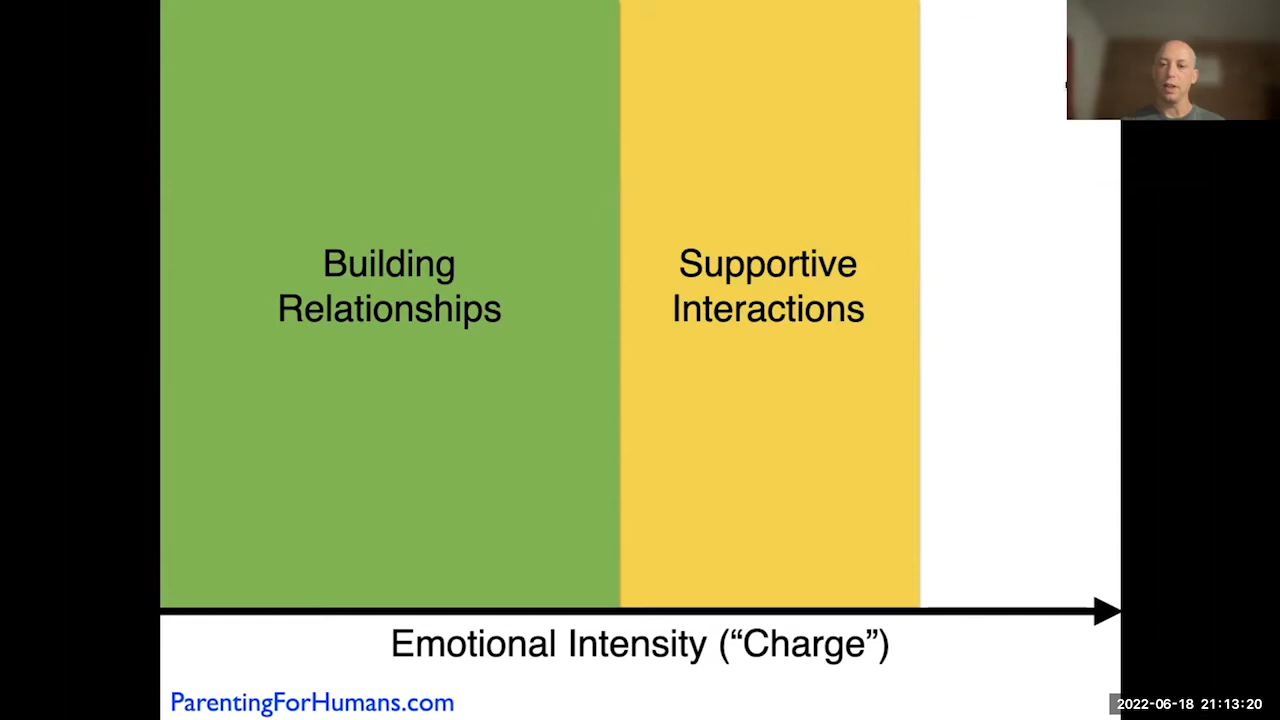 Building
Relationships
Supportive
Interactions
Emotional Intensity (“Charge”)
ParentingForHumans.com
2022-06-18 21:13:20